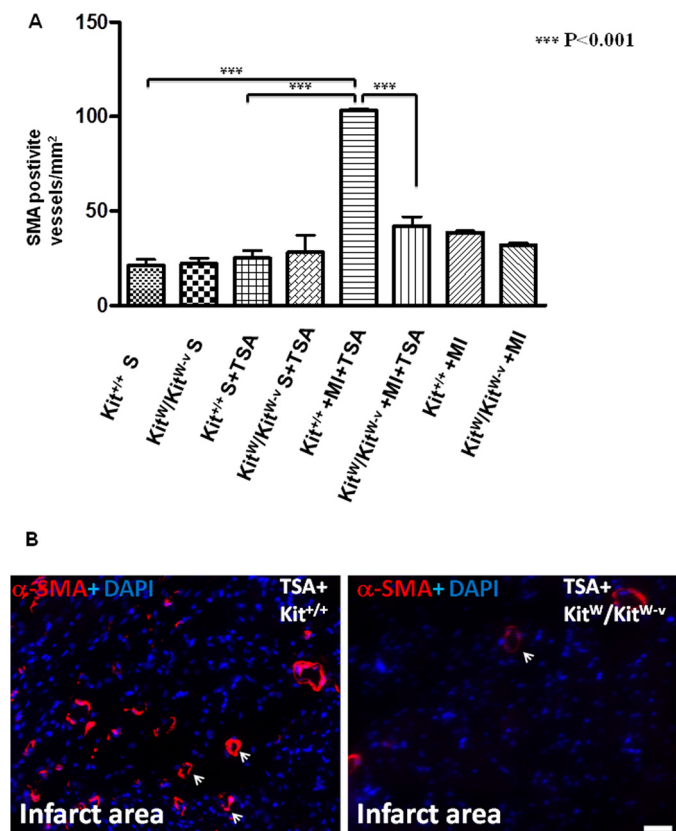 A
150
100
50
0
SMA postivite
vessels/mm²
¥¥¥ P<0.001
¥¥¥
¥¥¥
¥¥¥
Kit+/+ S
Kitᵂ/Kitᵂ⁻ᵛ S
Kit+/+ S+TSA
Kitᵂ/Kitᵂ⁻ᵛ S+TSA
Kit+/+ +MI+TSA
Kitᵂ/Kitᵂ⁻ᵛ +MI+TSA
Kit+/+ +MI
Kitᵂ/Kitᵂ⁻ᵛ +MI
B
α-SMA+ DAPI
TSA+
Kit+/+
Infarct area
α-SMA+ DAPI
TSA+
Kitᵂ/Kitᵂ⁻ᵛ
Infarct area